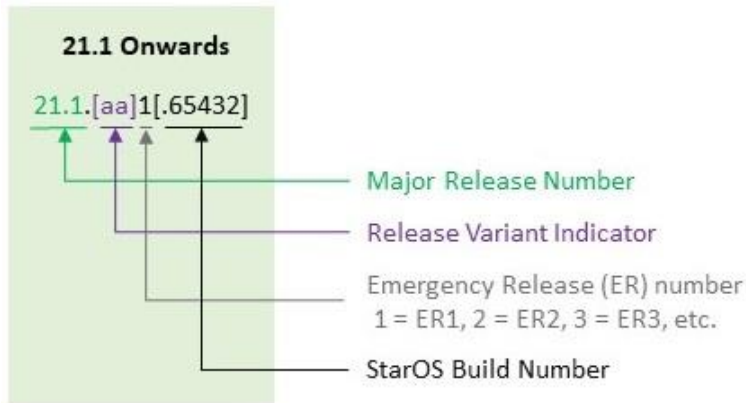 21.1 Onwards
21.1.[aa]1[.65432]
Major Release Number
Release Variant Indicator
Emergency Release (ER) number
1 = ER1, 2 = ER2, 3 = ER3, etc.
StarOS Build Number